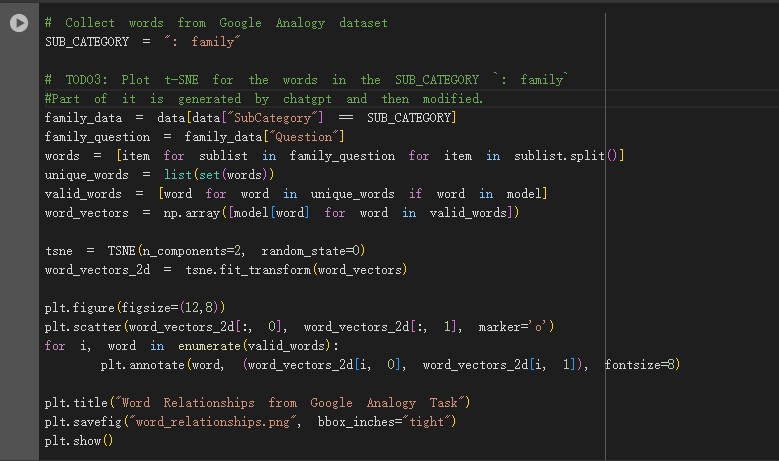 # Collect words from Google Analogy dataset
SUB_CATEGORY = ": family"
# TODO3: Plot t-SNE for the words in the SUB_CATEGORY `: family`
#Part of it is generated by chatgpt and then modified.
family_data = data[data["SubCategory"] == SUB_CATEGORY]
family_question = family_data["Question"]
words = [item for sublist in family_question for item in sublist.split()]
unique_words = list(set(words))
valid_words = [word for word in unique_words if word in model]
word_vectors = np.array([model[word] for word in valid_words])
tsne = TSNE(n_components=2, random_state=0)
word_vectors_2d = tsne.fit_transform(word_vectors)
plt.figure(figsize=(12,8))
plt.scatter(word_vectors_2d[:, 0], word_vectors_2d[:, 1], marker='o')
for i, word in enumerate(valid_words):
    plt.annotate(word, (word_vectors_2d[i, 0], word_vectors_2d[i, 1]), fontsize=8)
plt.title("Word Relationships from Google Analogy Task")
plt.savefig("word_relationships.png", bbox_inches="tight")
plt.show()